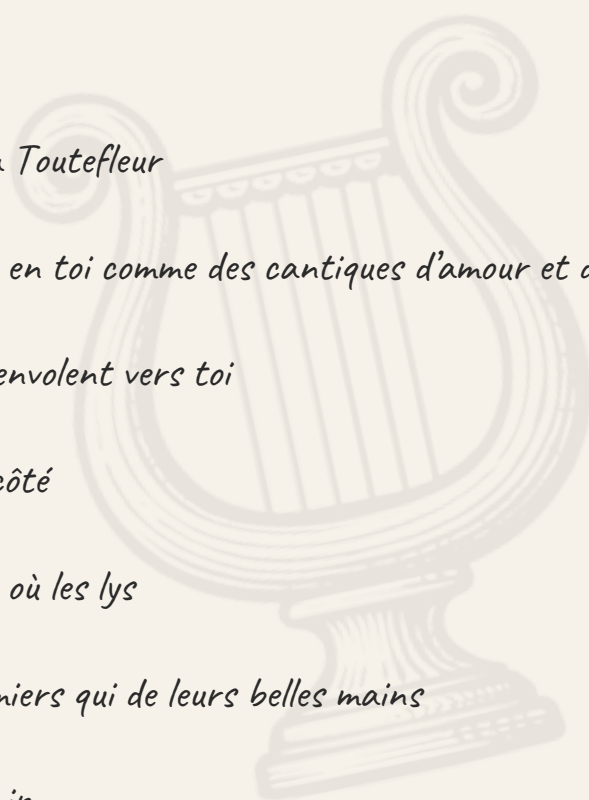 Toutefleur
en toi comme des cantiques d’amour et
envolent vers toi
côté
où les lys
miers qui de leurs belles mains